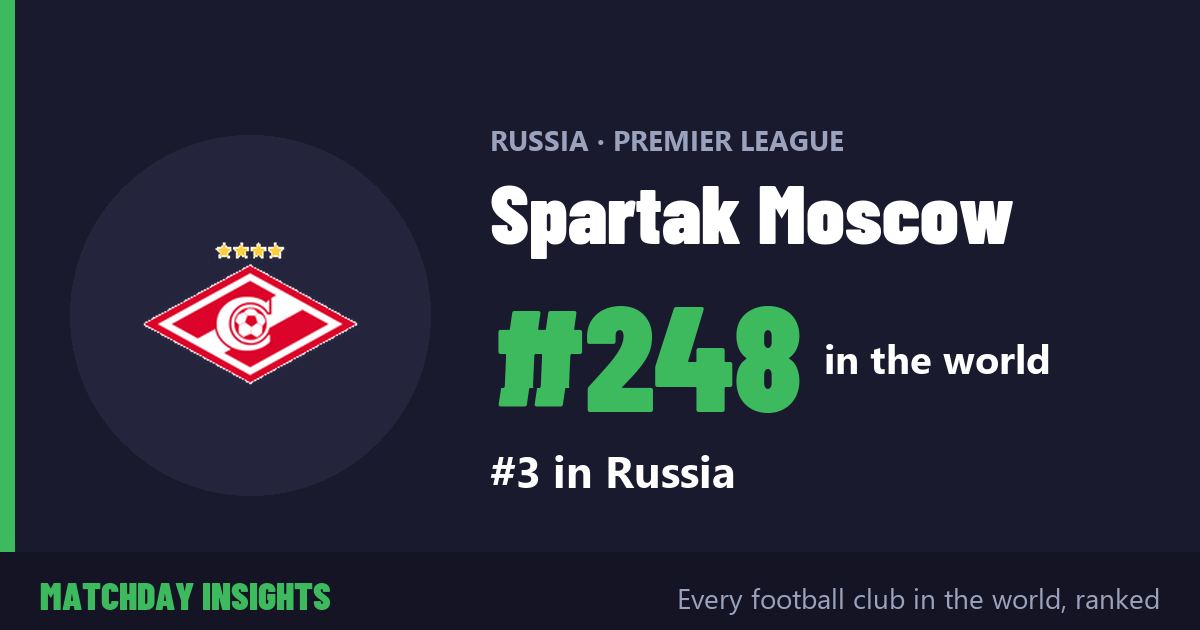 RUSSIA · PREMIER LEAGUE
Spartak Moscow
#248 in the world
#3 in Russia
MATCHDAY INSIGHTS
Every football club in the world, ranked